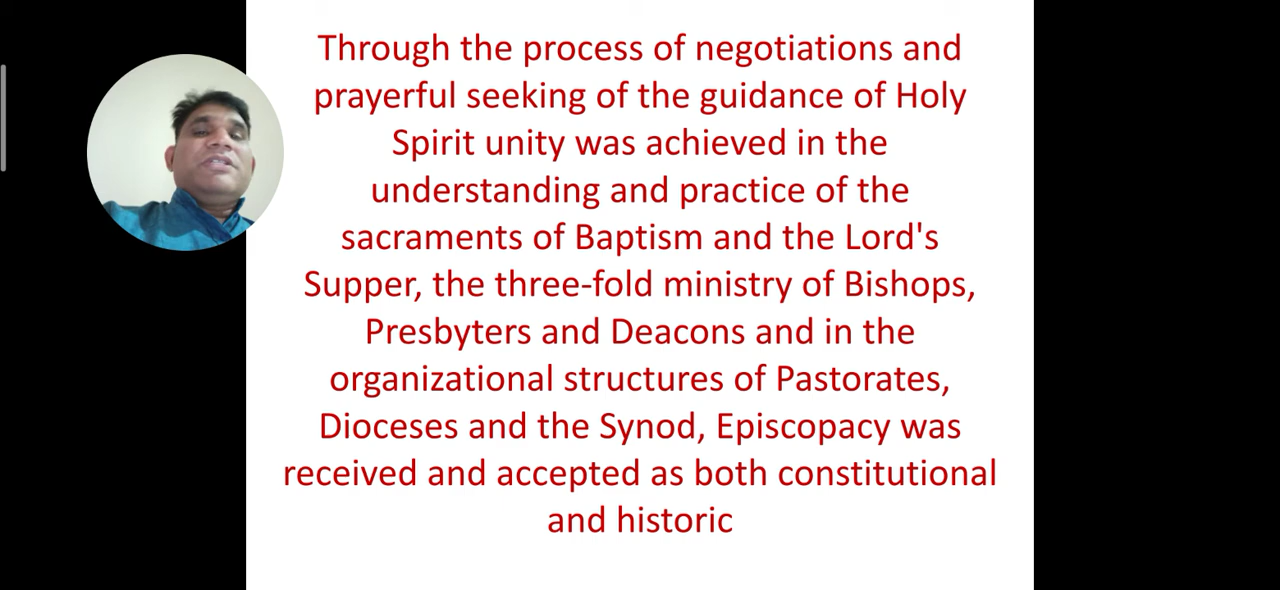 Through the process of negotiations and
prayerful seeking of the guidance of Holy
Spirit unity was achieved in the
understanding and practice of the
sacraments of Baptism and the Lord's
Supper, the three-fold ministry of Bishops,
Presbyters and Deacons and in the
organizational structures of Pastorates,
Dioceses and the Synod, Episcopacy was
received and accepted as both constitutional
and historic